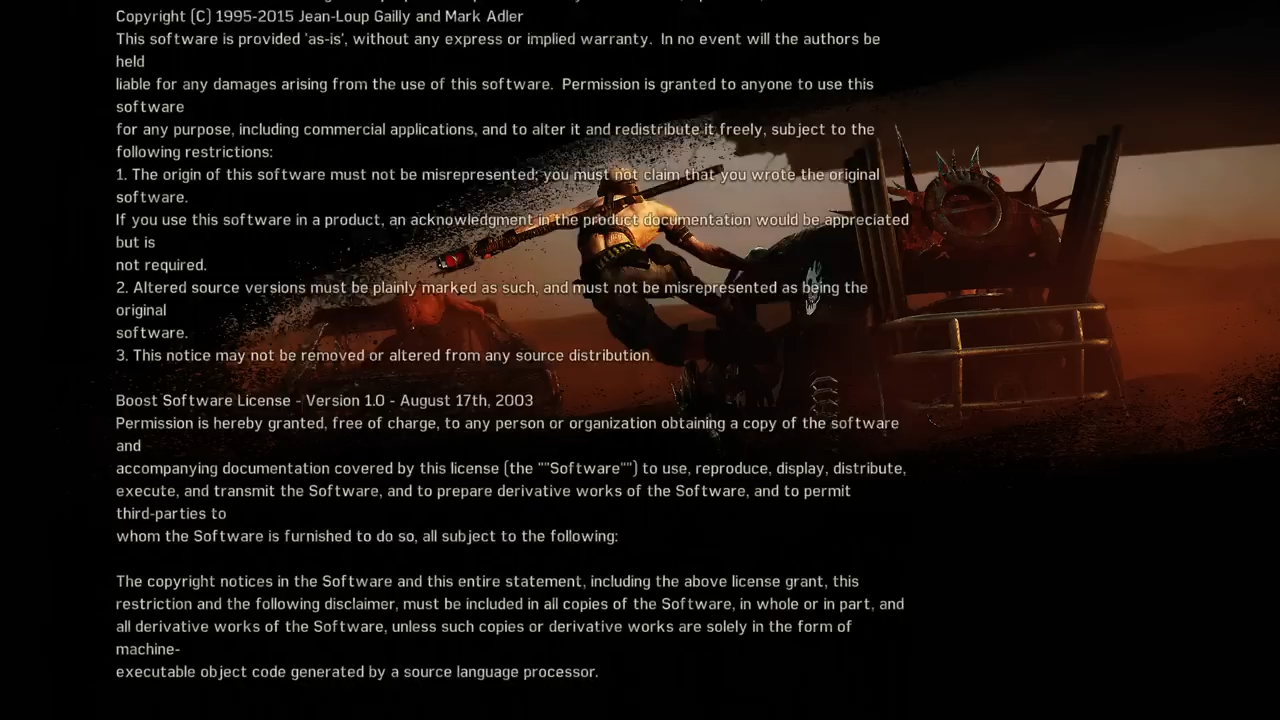 Copyright (C) 1995-2015 Jean-Loup Gailly and Mark Adler
This software is provided 'as-is', without any express or implied warranty.  In no event will the authors be
held
liable for any damages arising from the use of this software.  Permission is granted to anyone to use this
software
for any purpose, including commercial applications, and to alter it and redistribute it freely, subject to the
following restrictions:
1. The origin of this software must not be misrepresented; you must not claim that you wrote the original
software.
If you use this software in a product, an acknowledgment in the product documentation would be appreciated
but is
not required.
2. Altered source versions must be plainly marked as such, and must not be misrepresented as being the
original
software.
3. This notice may not be removed or altered from any source distribution.
Boost Software License - Version 1.0 - August 17th, 2003
Permission is hereby granted, free of charge, to any person or organization obtaining a copy of the software
and
accompanying documentation covered by this license (the ""Software"") to use, reproduce, display, distribute,
execute, and transmit the Software, and to prepare derivative works of the Software, and to permit
third-parties to
whom the Software is furnished to do so, all subject to the following:
The copyright notices in the Software and this entire statement, including the above license grant, this
restriction and the following disclaimer, must be included in all copies of the Software, in whole or in part, and
all derivative works of the Software, unless such copies or derivative works are solely in the form of
machine-
executable object code generated by a source language processor.